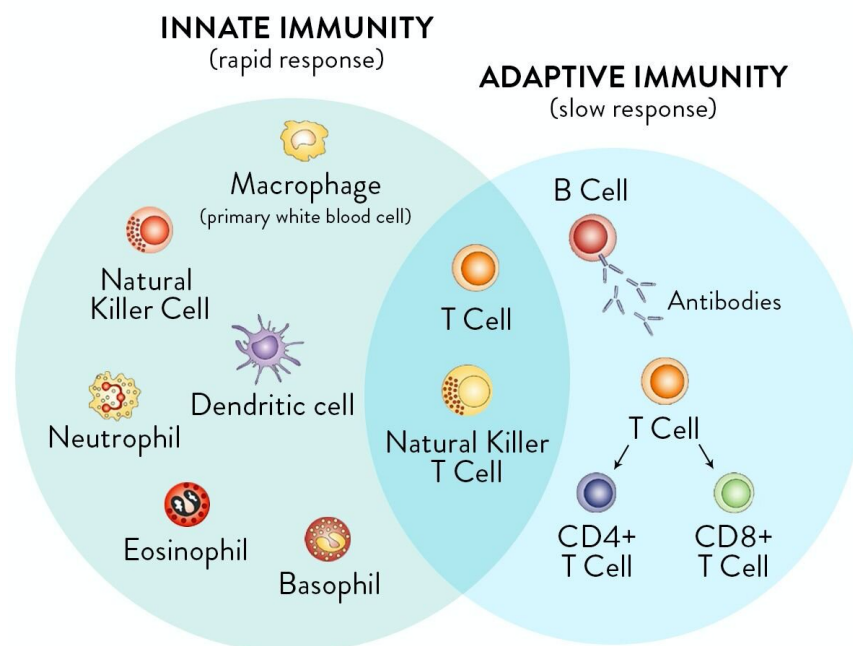 INNATE IMMUNITY
(rapid response)
ADAPTIVE IMMUNITY
(slow response)
Macrophage
(primary white blood cell)
Natural
Killer Cell
Dendritic cell
Neutrophil
Eosinophil
Basophil
T Cell
Natural Killer
T Cell
B Cell
Antibodies
T Cell
CD4+
T Cell
CD8+
T Cell